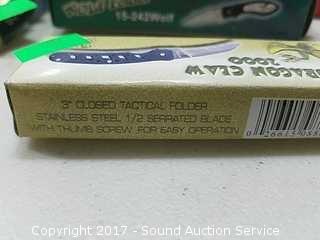 15-242Wolf
DRAGON CLAW
2000
3" CLOSED TACTICAL FOLDER
STAINLESS STEEL 1/2 SERRATED BLADE
WITH THUMB SCREW FOR EASY OPERATION
Copyright 2017 - Sound Auction Service